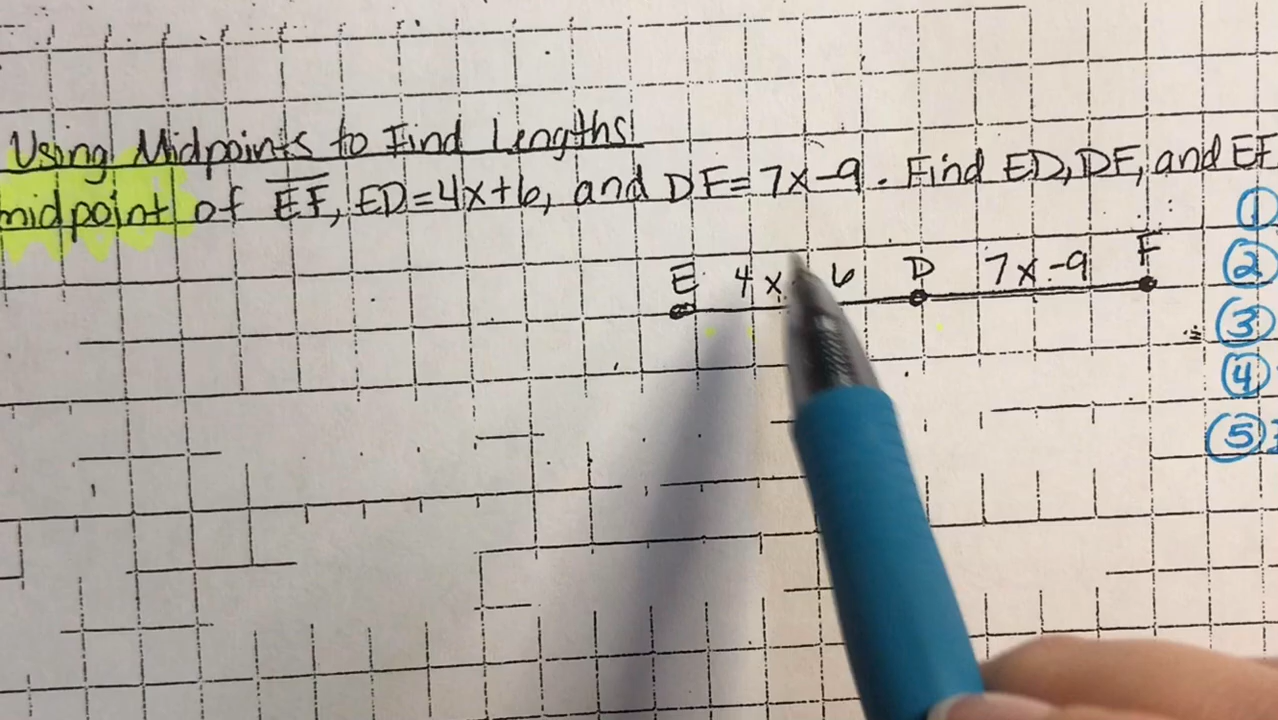 Using Midpoints to Find Lengths
midpoint of EF, ED=4x+6, and DF=7x-9. Find ED, DF, and EF
E 4x 6 D 7x-9 F
①
②
③
④
⑤